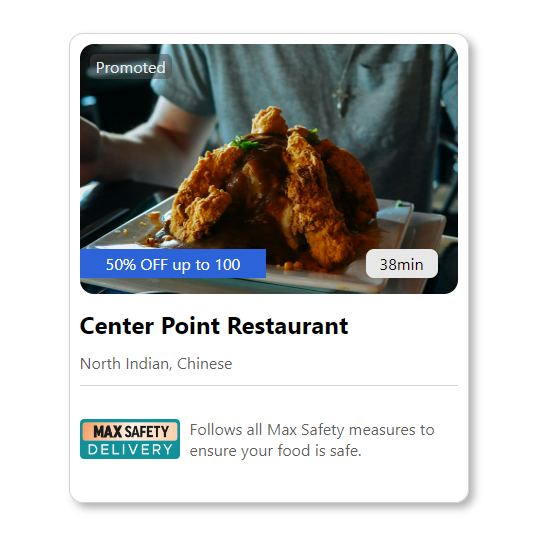 Promoted
50% OFF up to 100
38min
Center Point Restaurant
North Indian, Chinese
MAX SAFETY
DELIVERY
Follows all Max Safety measures to
ensure your food is safe.